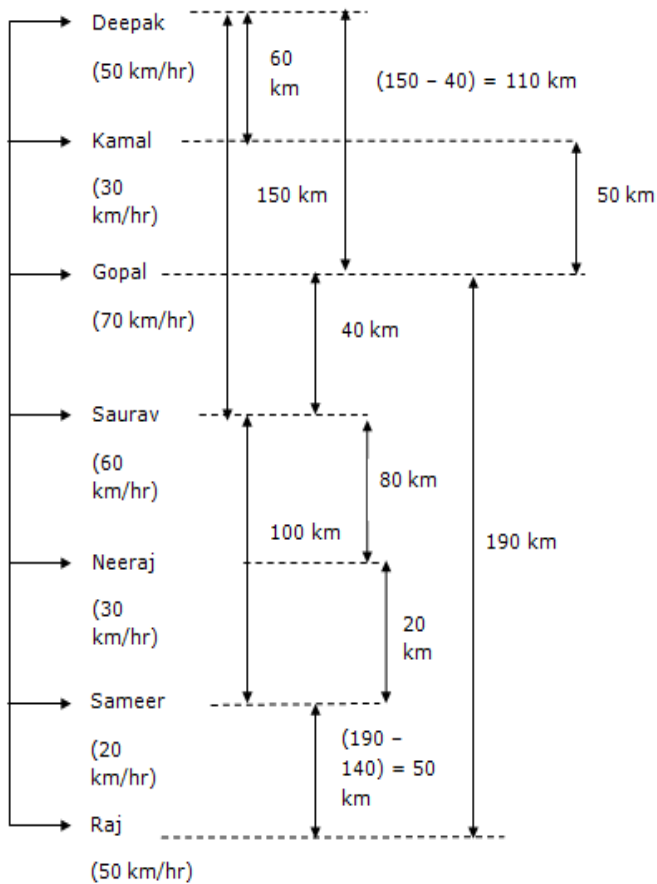 Deepak
(50 km/hr)
60
km
(150 – 40) = 110 km
Kamal
(30
km/hr)
150 km
50 km
Gopal
(70 km/hr)
40 km
Saurav
(60
km/hr)
80 km
100 km
190 km
Neeraj
(30
km/hr)
20
km
Sameer
(20
km/hr)
(190 –
140) = 50
km
Raj
(50 km/hr)